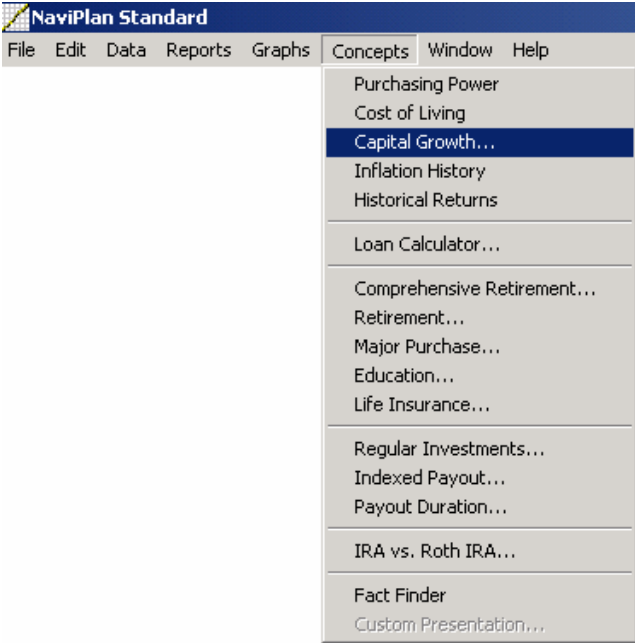 NaviPlan Standard
File Edit Data Reports Graphs Concepts Window Help
Purchasing Power
Cost of Living
Capital Growth...
Inflation History
Historical Returns
Loan Calculator...
Comprehensive Retirement...
Retirement...
Major Purchase...
Education...
Life Insurance...
Regular Investments...
Indexed Payout...
Payout Duration...
IRA vs. Roth IRA...
Fact Finder
Custom Presentation...